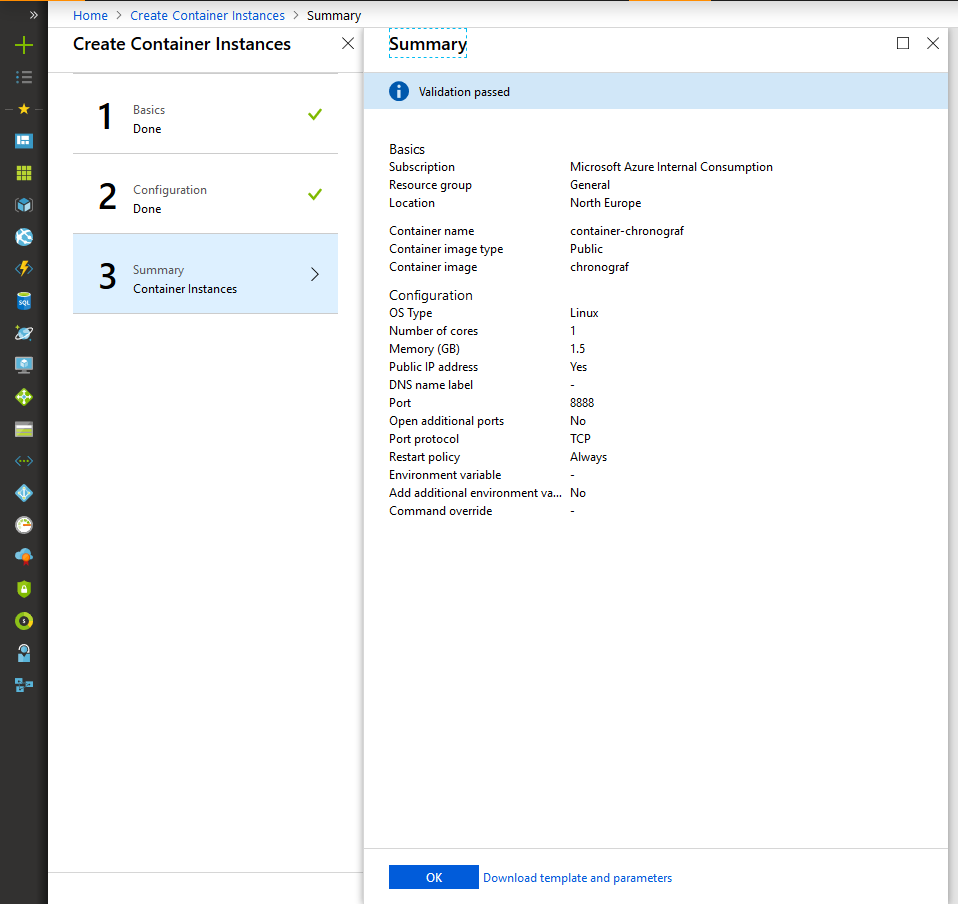 » Home > Create Container Instances > Summary
Create Container Instances
1 Basics
Done
2 Configuration
Done
3 Summary
Container Instances
Summary
Validation passed
Basics
Subscription Microsoft Azure Internal Consumption
Resource group General
Location North Europe
Container name container-chronograf
Container image type Public
Container image chronograf
Configuration
OS Type Linux
Number of cores 1
Memory (GB) 1.5
Public IP address Yes
DNS name label -
Port 8888
Open additional ports No
Port protocol TCP
Restart policy Always
Environment variable -
Add additional environment va... No
Command override -
OK Download template and parameters